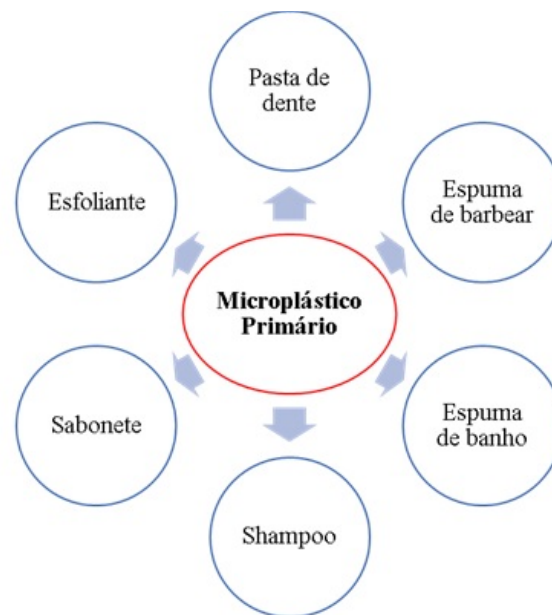 Pasta de
dente
Esfoliante
Espuma
de barbear
Microplástico
Primário
Sabonete
Espuma
de banho
Shampoo